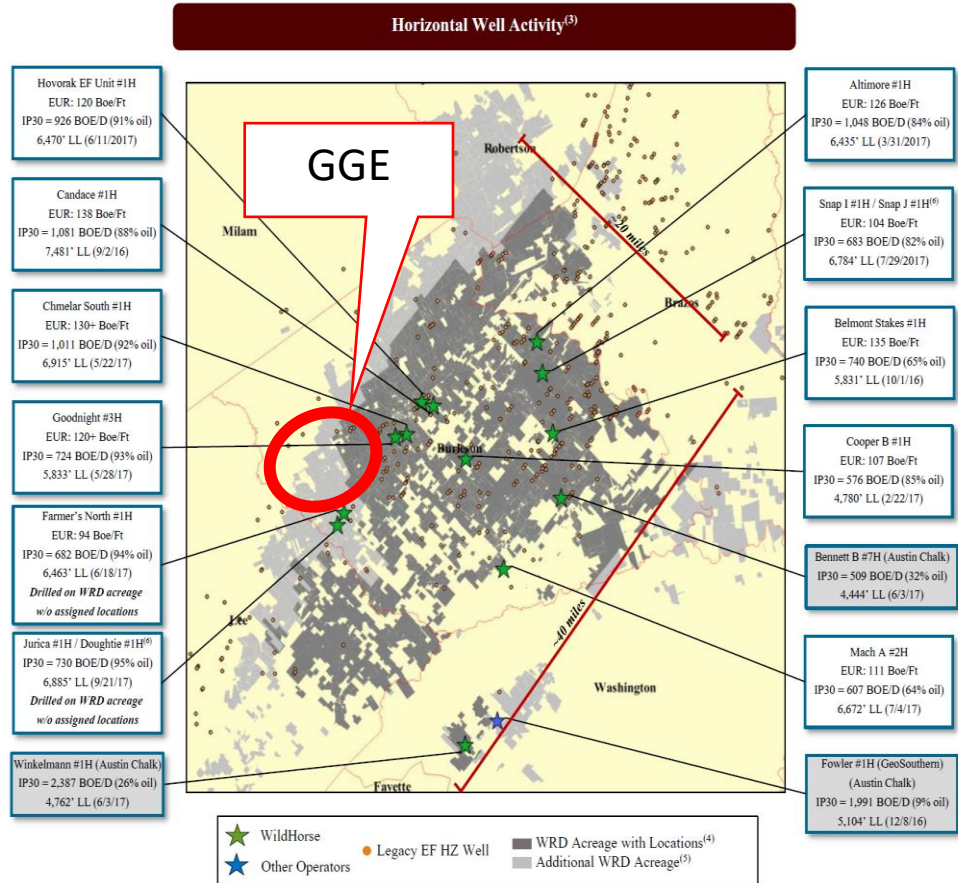 Horizontal Well Activity(3)
Hovorak EF Unit #1H
EUR: 120 Boe/Ft
IP30 = 926 BOE/D (91% oil)
6,470' LL (6/11/2017)
Candace #1H
EUR: 138 Boe/Ft
IP30 = 1,081 BOE/D (88% oil)
7,481' LL (9/2/16)
Chmelar South #1H
EUR: 130+ Boe/Ft
IP30 = 1,011 BOE/D (92% oil)
6,915' LL (5/22/17)
Goodnight #3H
EUR: 120+ Boe/Ft
IP30 = 724 BOE/D (93% oil)
5,833' LL (5/28/17)
Farmer's North #1H
EUR: 94 Boe/Ft
IP30 = 682 BOE/D (94% oil)
6,463' LL (6/18/17)
Drilled on WRD acreage
w/o assigned locations
Jurica #1H / Doughtie #1H(6)
IP30 = 730 BOE/D (95% oil)
6,885' LL (9/21/17)
Drilled on WRD acreage
w/o assigned locations
Winkelmann #1H (Austin Chalk)
IP30 = 2,387 BOE/D (26% oil)
4,762' LL (6/3/17)
GGE
Robertson
Milam
~20 miles
Brazos
Burleson
Lee
~40 miles
Washington
Fayette
Altimore #1H
EUR: 126 Boe/Ft
IP30 = 1,048 BOE/D (84% oil)
6,435' LL (3/31/2017)
Snap I #1H / Snap J #1H(6)
EUR: 104 Boe/Ft
IP30 = 683 BOE/D (82% oil)
6,784' LL (7/29/2017)
Belmont Stakes #1H
EUR: 135 Boe/Ft
IP30 = 740 BOE/D (65% oil)
5,831' LL (10/1/16)
Cooper B #1H
EUR: 107 Boe/Ft
IP30 = 576 BOE/D (85% oil)
4,780' LL (2/22/17)
Bennett B #7H (Austin Chalk)
IP30 = 509 BOE/D (32% oil)
4,444' LL (6/3/17)
Mach A #2H
EUR: 111 Boe/Ft
IP30 = 607 BOE/D (64% oil)
6,672' LL (7/4/17)
Fowler #1H (GeoSouthern)
(Austin Chalk)
IP30 = 1,991 BOE/D (9% oil)
5,104' LL (12/8/16)
WildHorse
Other Operators
Legacy EF HZ Well
WRD Acreage with Locations(4)
Additional WRD Acreage(5)